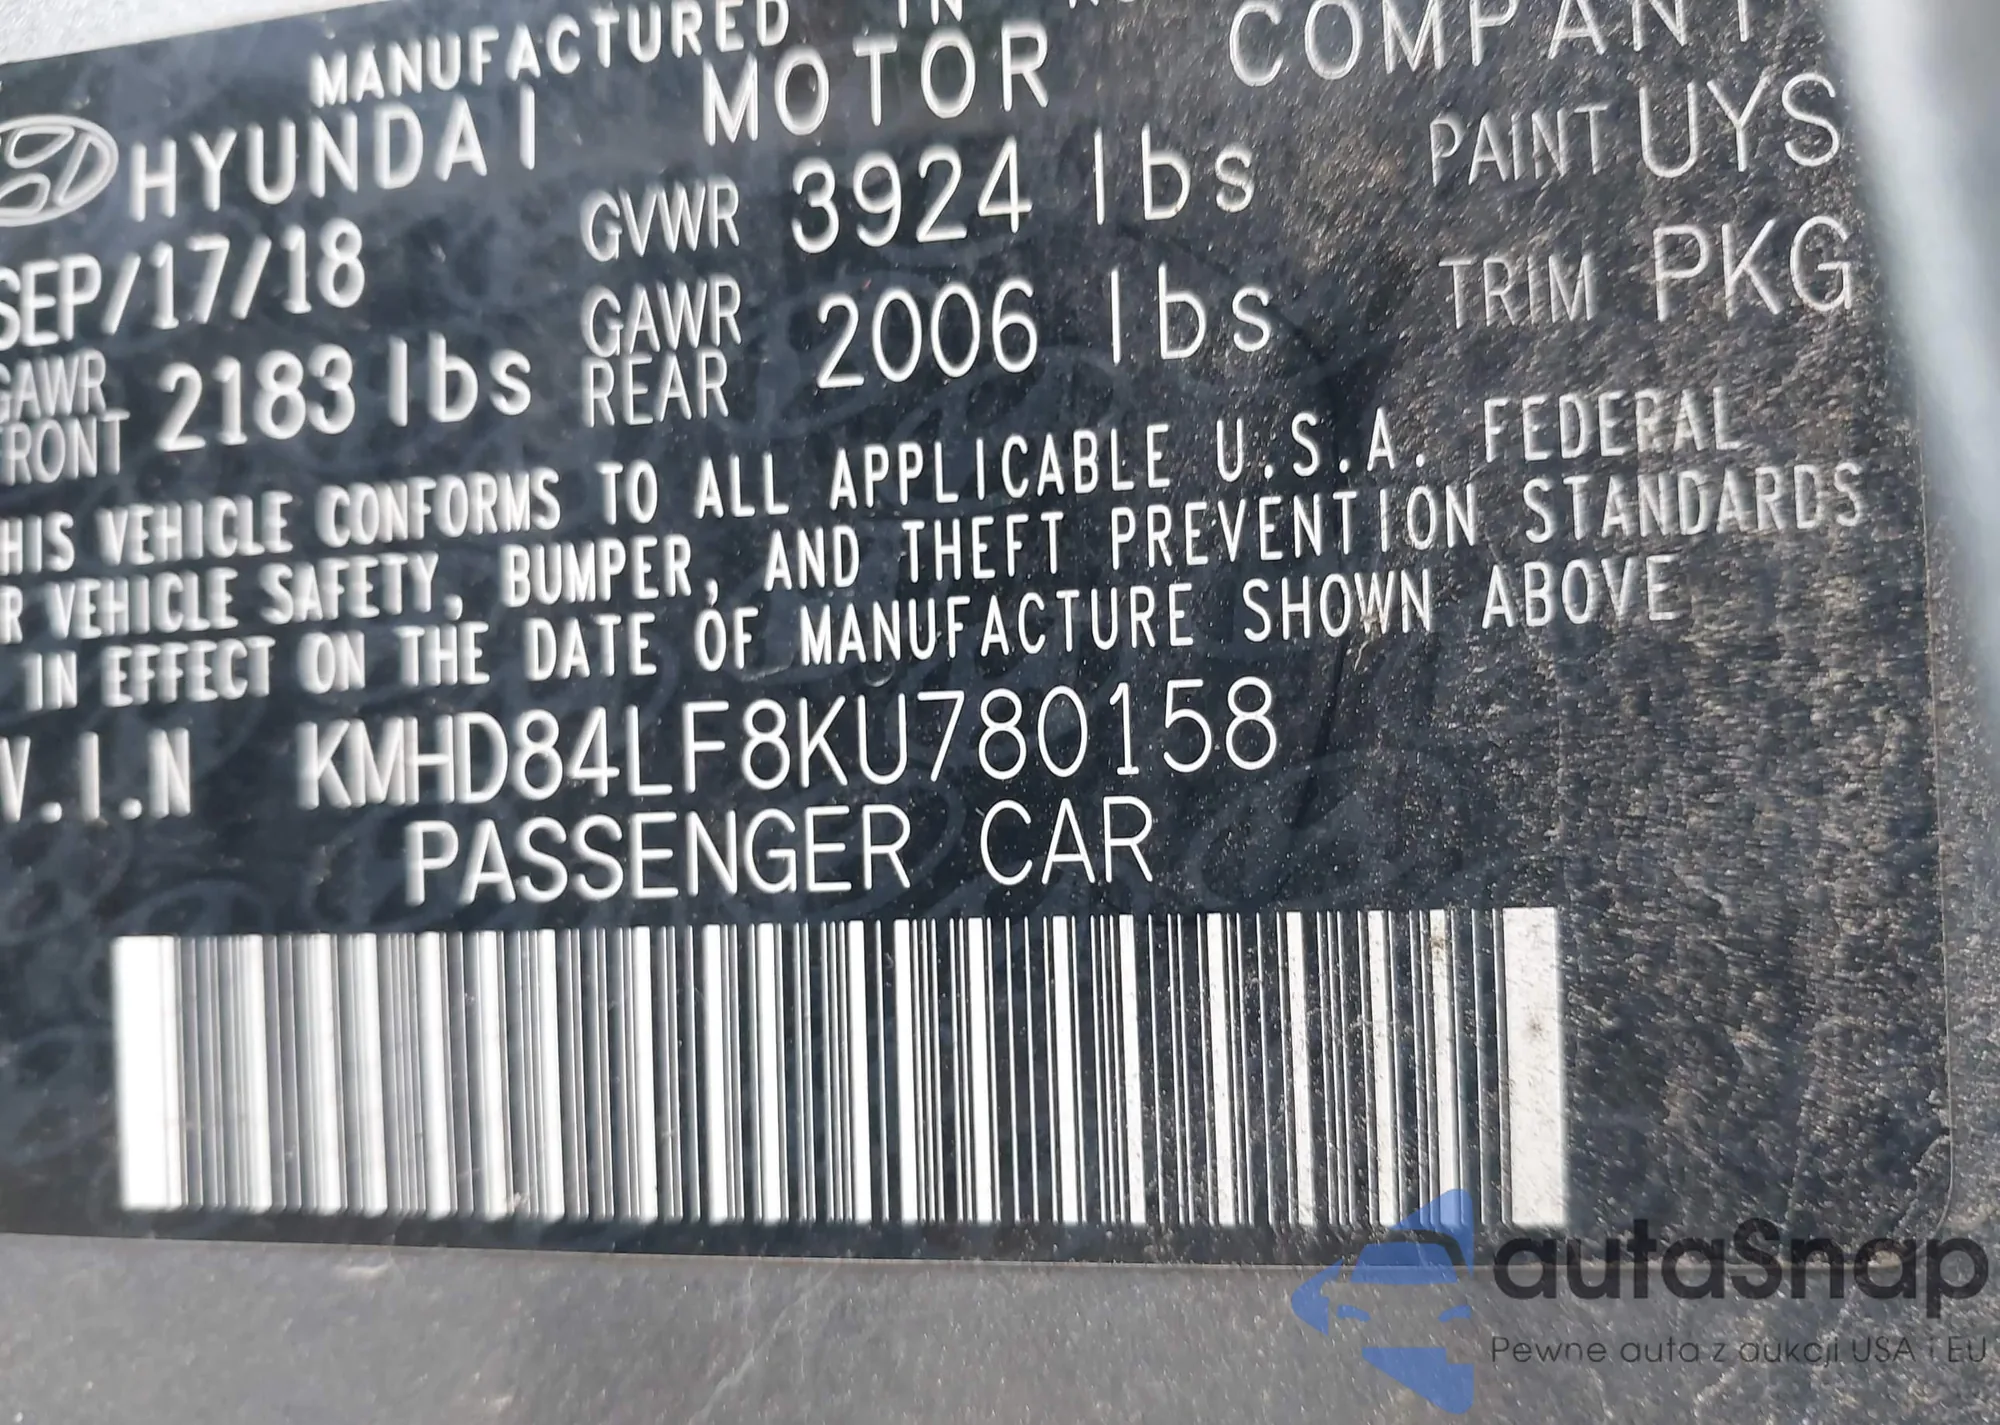 MANUFACTURED IN
HYUNDAI MOTOR COMPANY
SEP/17/18 GVWR 3924 lbs PAINT UYS
GAWR FRONT 2183 lbs GAWR REAR 2006 lbs TRIM PKG
THIS VEHICLE CONFORMS TO ALL APPLICABLE U.S.A. FEDERAL
R VEHICLE SAFETY, BUMPER, AND THEFT PREVENTION STANDARDS
IN EFFECT ON THE DATE OF MANUFACTURE SHOWN ABOVE
V.I.N KMHD84LF8KU780158
PASSENGER CAR
autaSnap
Pewne auta z aukcji USA i EU